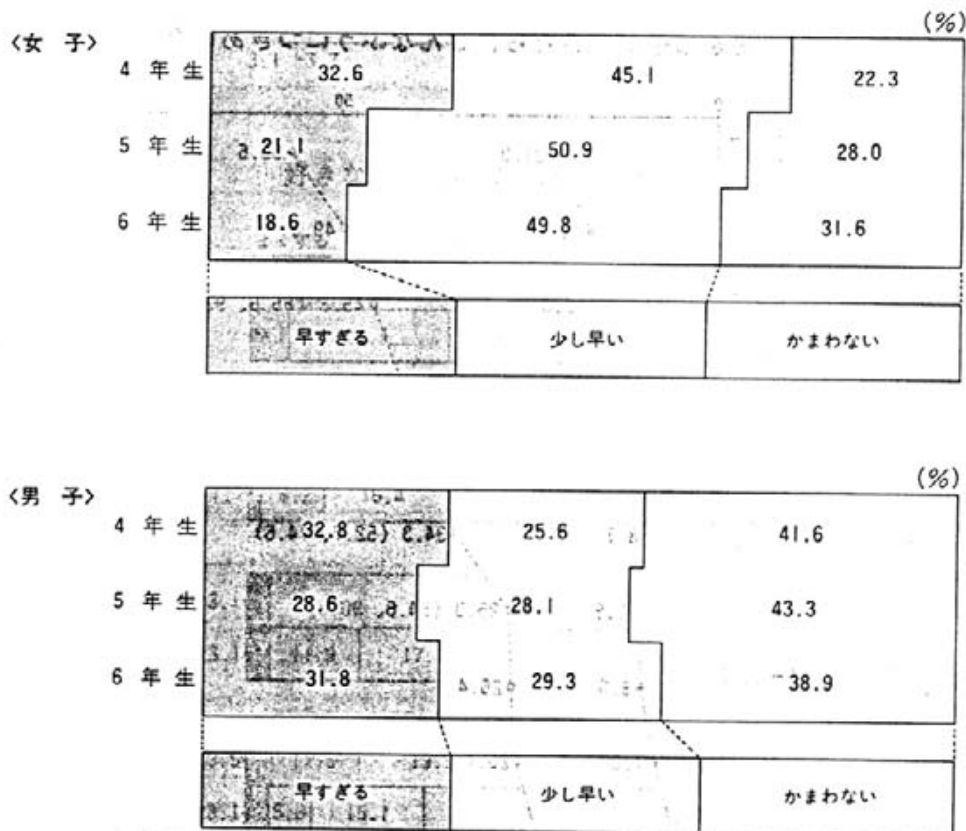 (%)
〈女 子〉
4 年 生 32.6 45.1 22.3
5 年 生 21.1 50.9 28.0
6 年 生 18.6 49.8 31.6
早すぎる 少し早い かまわない
(%)
〈男 子〉
4 年 生 32.8 25.6 41.6
5 年 生 28.6 28.1 43.3
6 年 生 31.8 29.3 38.9
早すぎる 少し早い かまわない